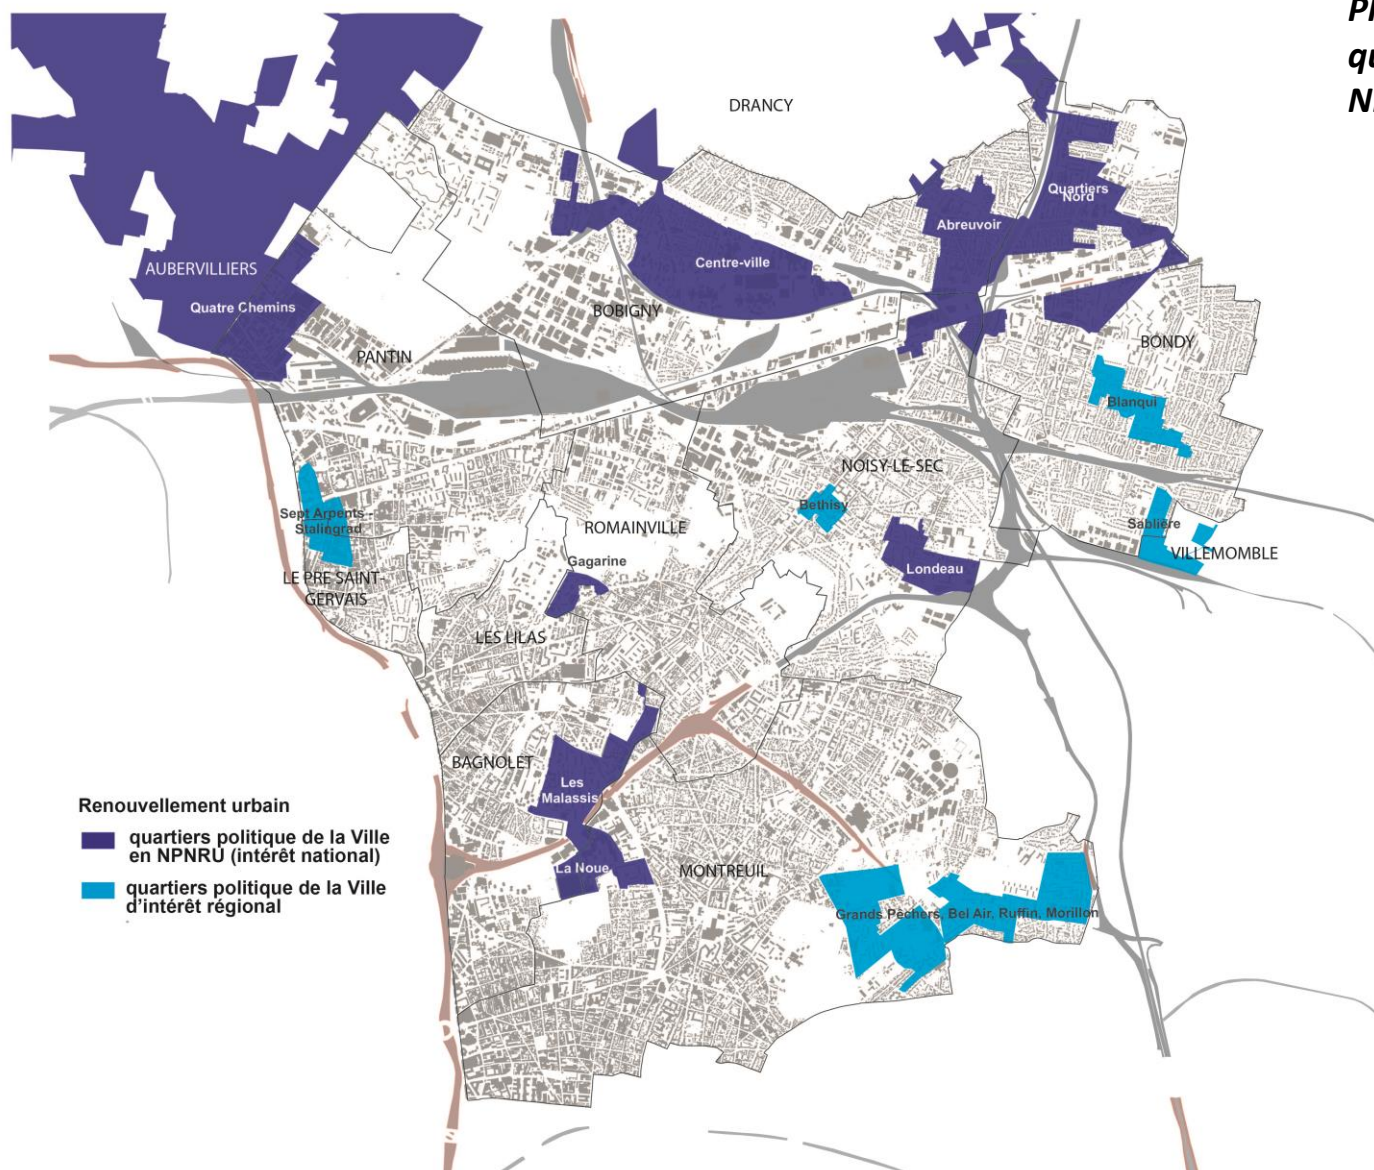 DRANCY
Quartiers
Nord
Abreuvoir
AUBERVILLIERS
Centre-ville
Quatre Chemins
BOBIGNY
PANTIN
BONDY
Blanqui
NOISY-LE-SEC
Bethisy
Sept Arpents -
Stalingrad
ROMAINVILLE
Sablière
VILLEMOMBLE
Gagarine
Londeau
LE PRE SAINT-
GERVAIS
LES LILAS
BAGNOLET
Les
Malassis
La Noue
MONTREUIL
Grands Pêchers, Bel Air, Ruffin, Morillon
Renouvellement urbain
quartiers politique de la Ville
en NPNRU (intérêt national)
quartiers politique de la Ville
d'intérêt régional